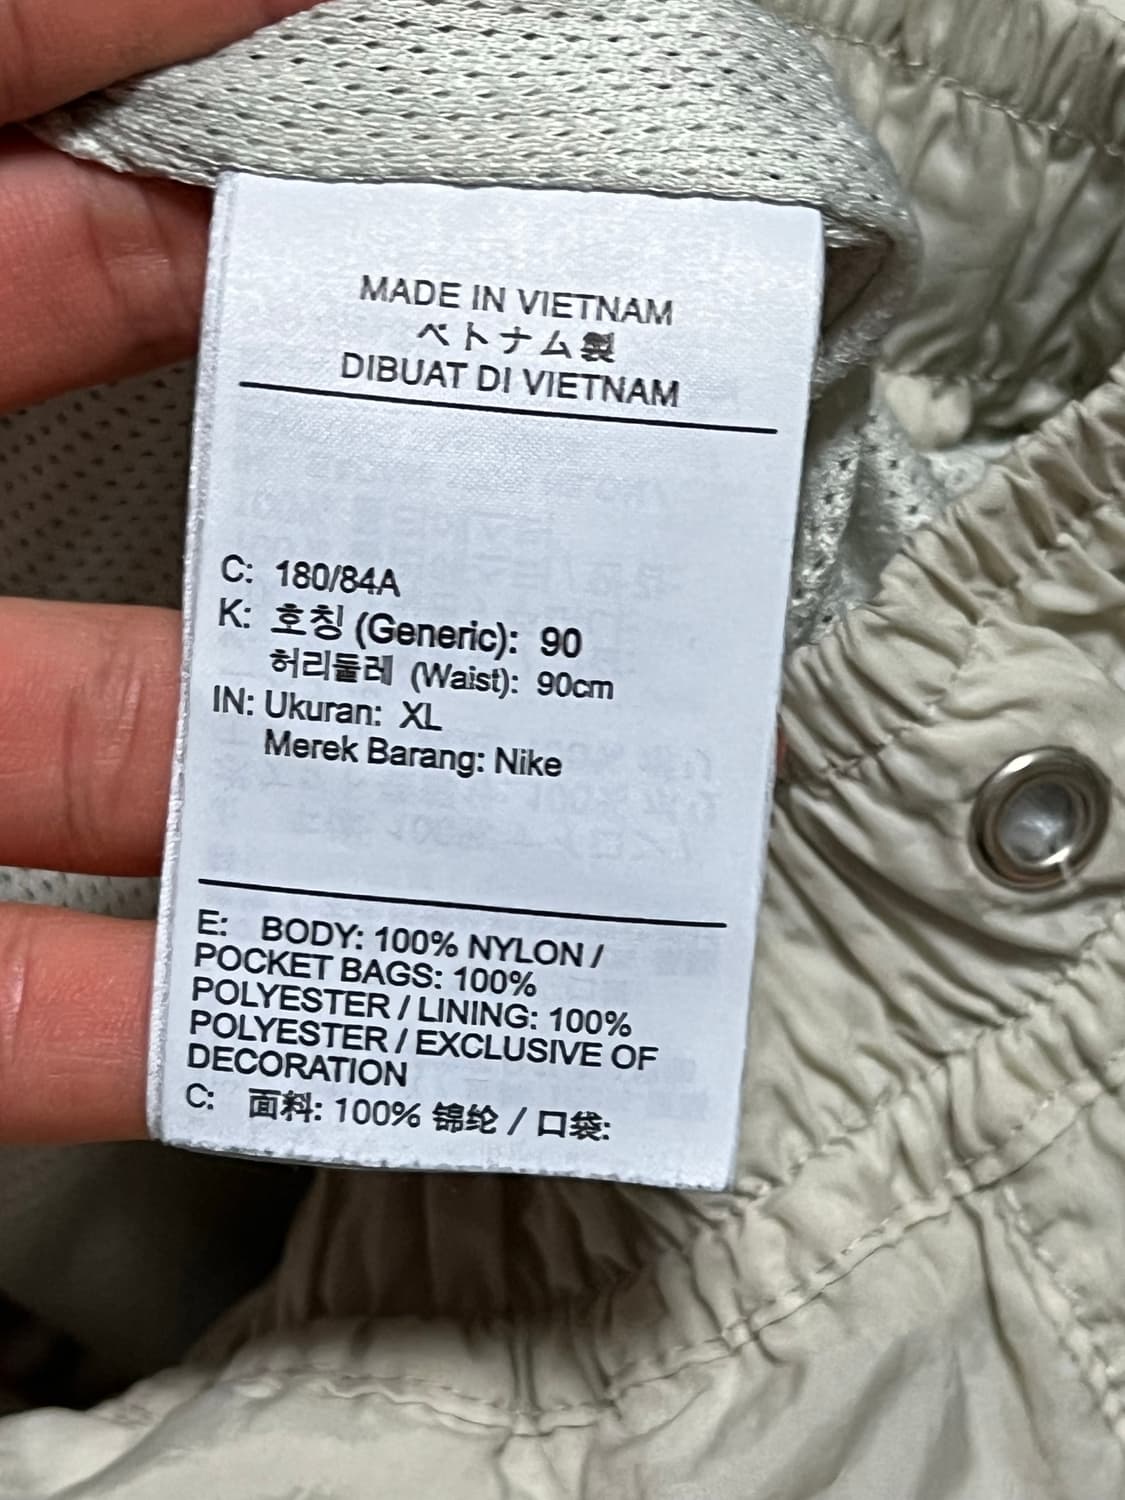 MADE IN VIETNAM
ベトナム製
DIBUAT DI VIETNAM
C: 180/84A
K: 호칭 (Generic): 90
허리둘레 (Waist): 90cm
IN: Ukuran: XL
Merek Barang: Nike
E: BODY: 100% NYLON /
POCKET BAGS: 100%
POLYESTER / LINING: 100%
POLYESTER / EXCLUSIVE OF
DECORATION
C: 面料: 100% 锦纶 / 口袋: